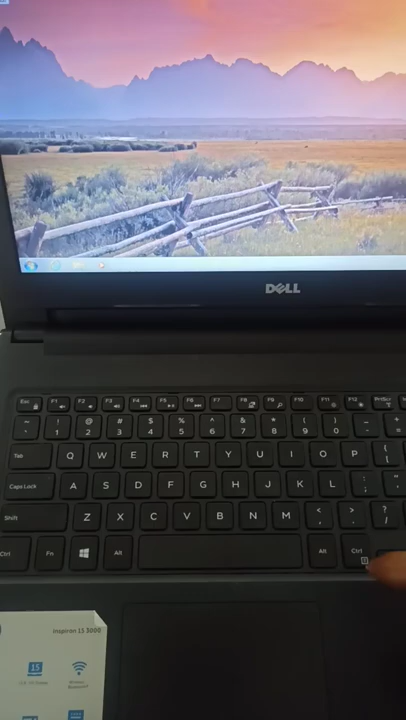 DELL
Esc F1 F2 F3 F4 F5 F6 F7 F8 F9 F10 F11 F12 PrtScr
~ ! @ # $ % ^ & * ( ) _ +
1 2 3 4 5 6 7 8 9 0 -
Tab Q W E R T Y U I O P {
[
Caps Lock A S D F G H J K L : "
; '
Shift Z X C V B N M < > ?
, . /
Ctrl Fn Alt Alt Ctrl
Inspiron 15 3000
15